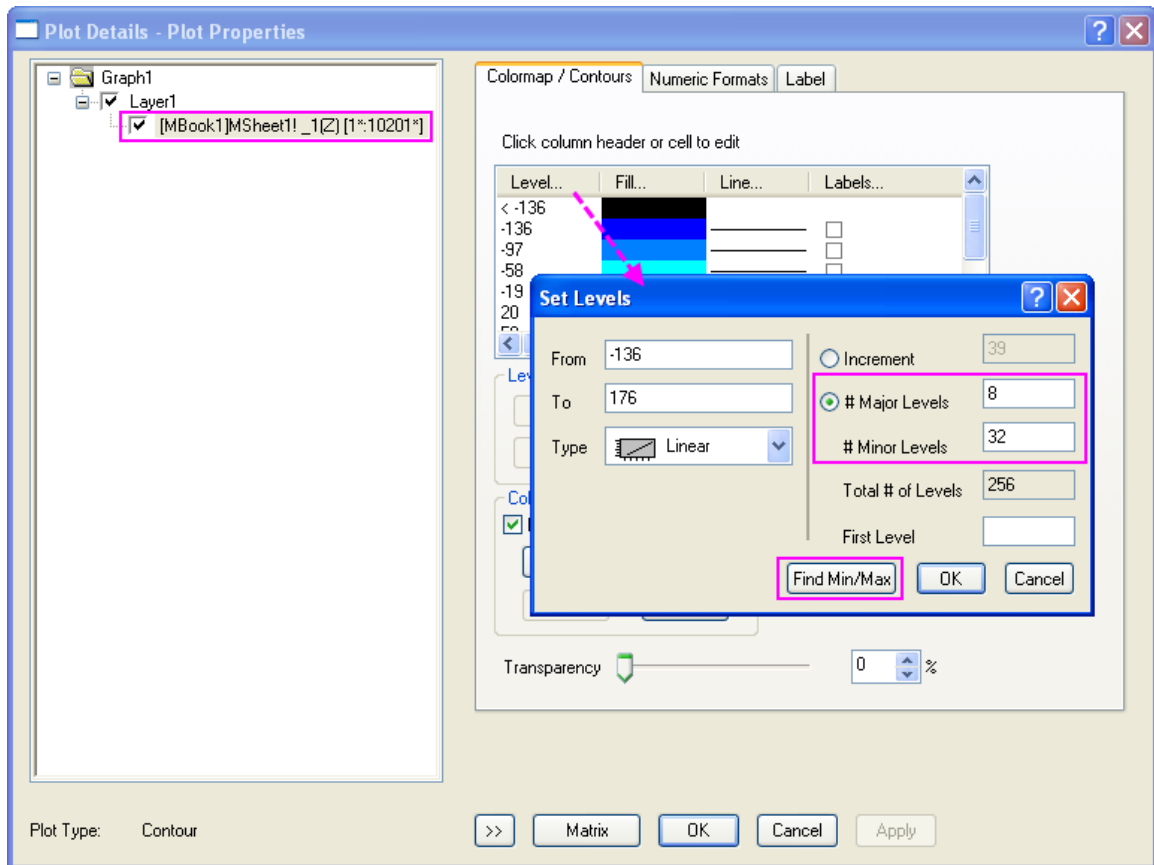 Plot Details - Plot Properties
Graph1
Layer1
[MBook1]MSheet1! _1(Z) [1*:10201*]
Colormap / Contours Numeric Formats Label
Click column header or cell to edit
Level... Fill... Line... Labels...
< -136
-136
-97
-58
-19
20
Set Levels
From -136
To 176
Type Linear
Increment 39
# Major Levels 8
# Minor Levels 32
Total # of Levels 256
First Level
Find Min/Max OK Cancel
Transparency 0 %
Plot Type: Contour >> Matrix OK Cancel Apply